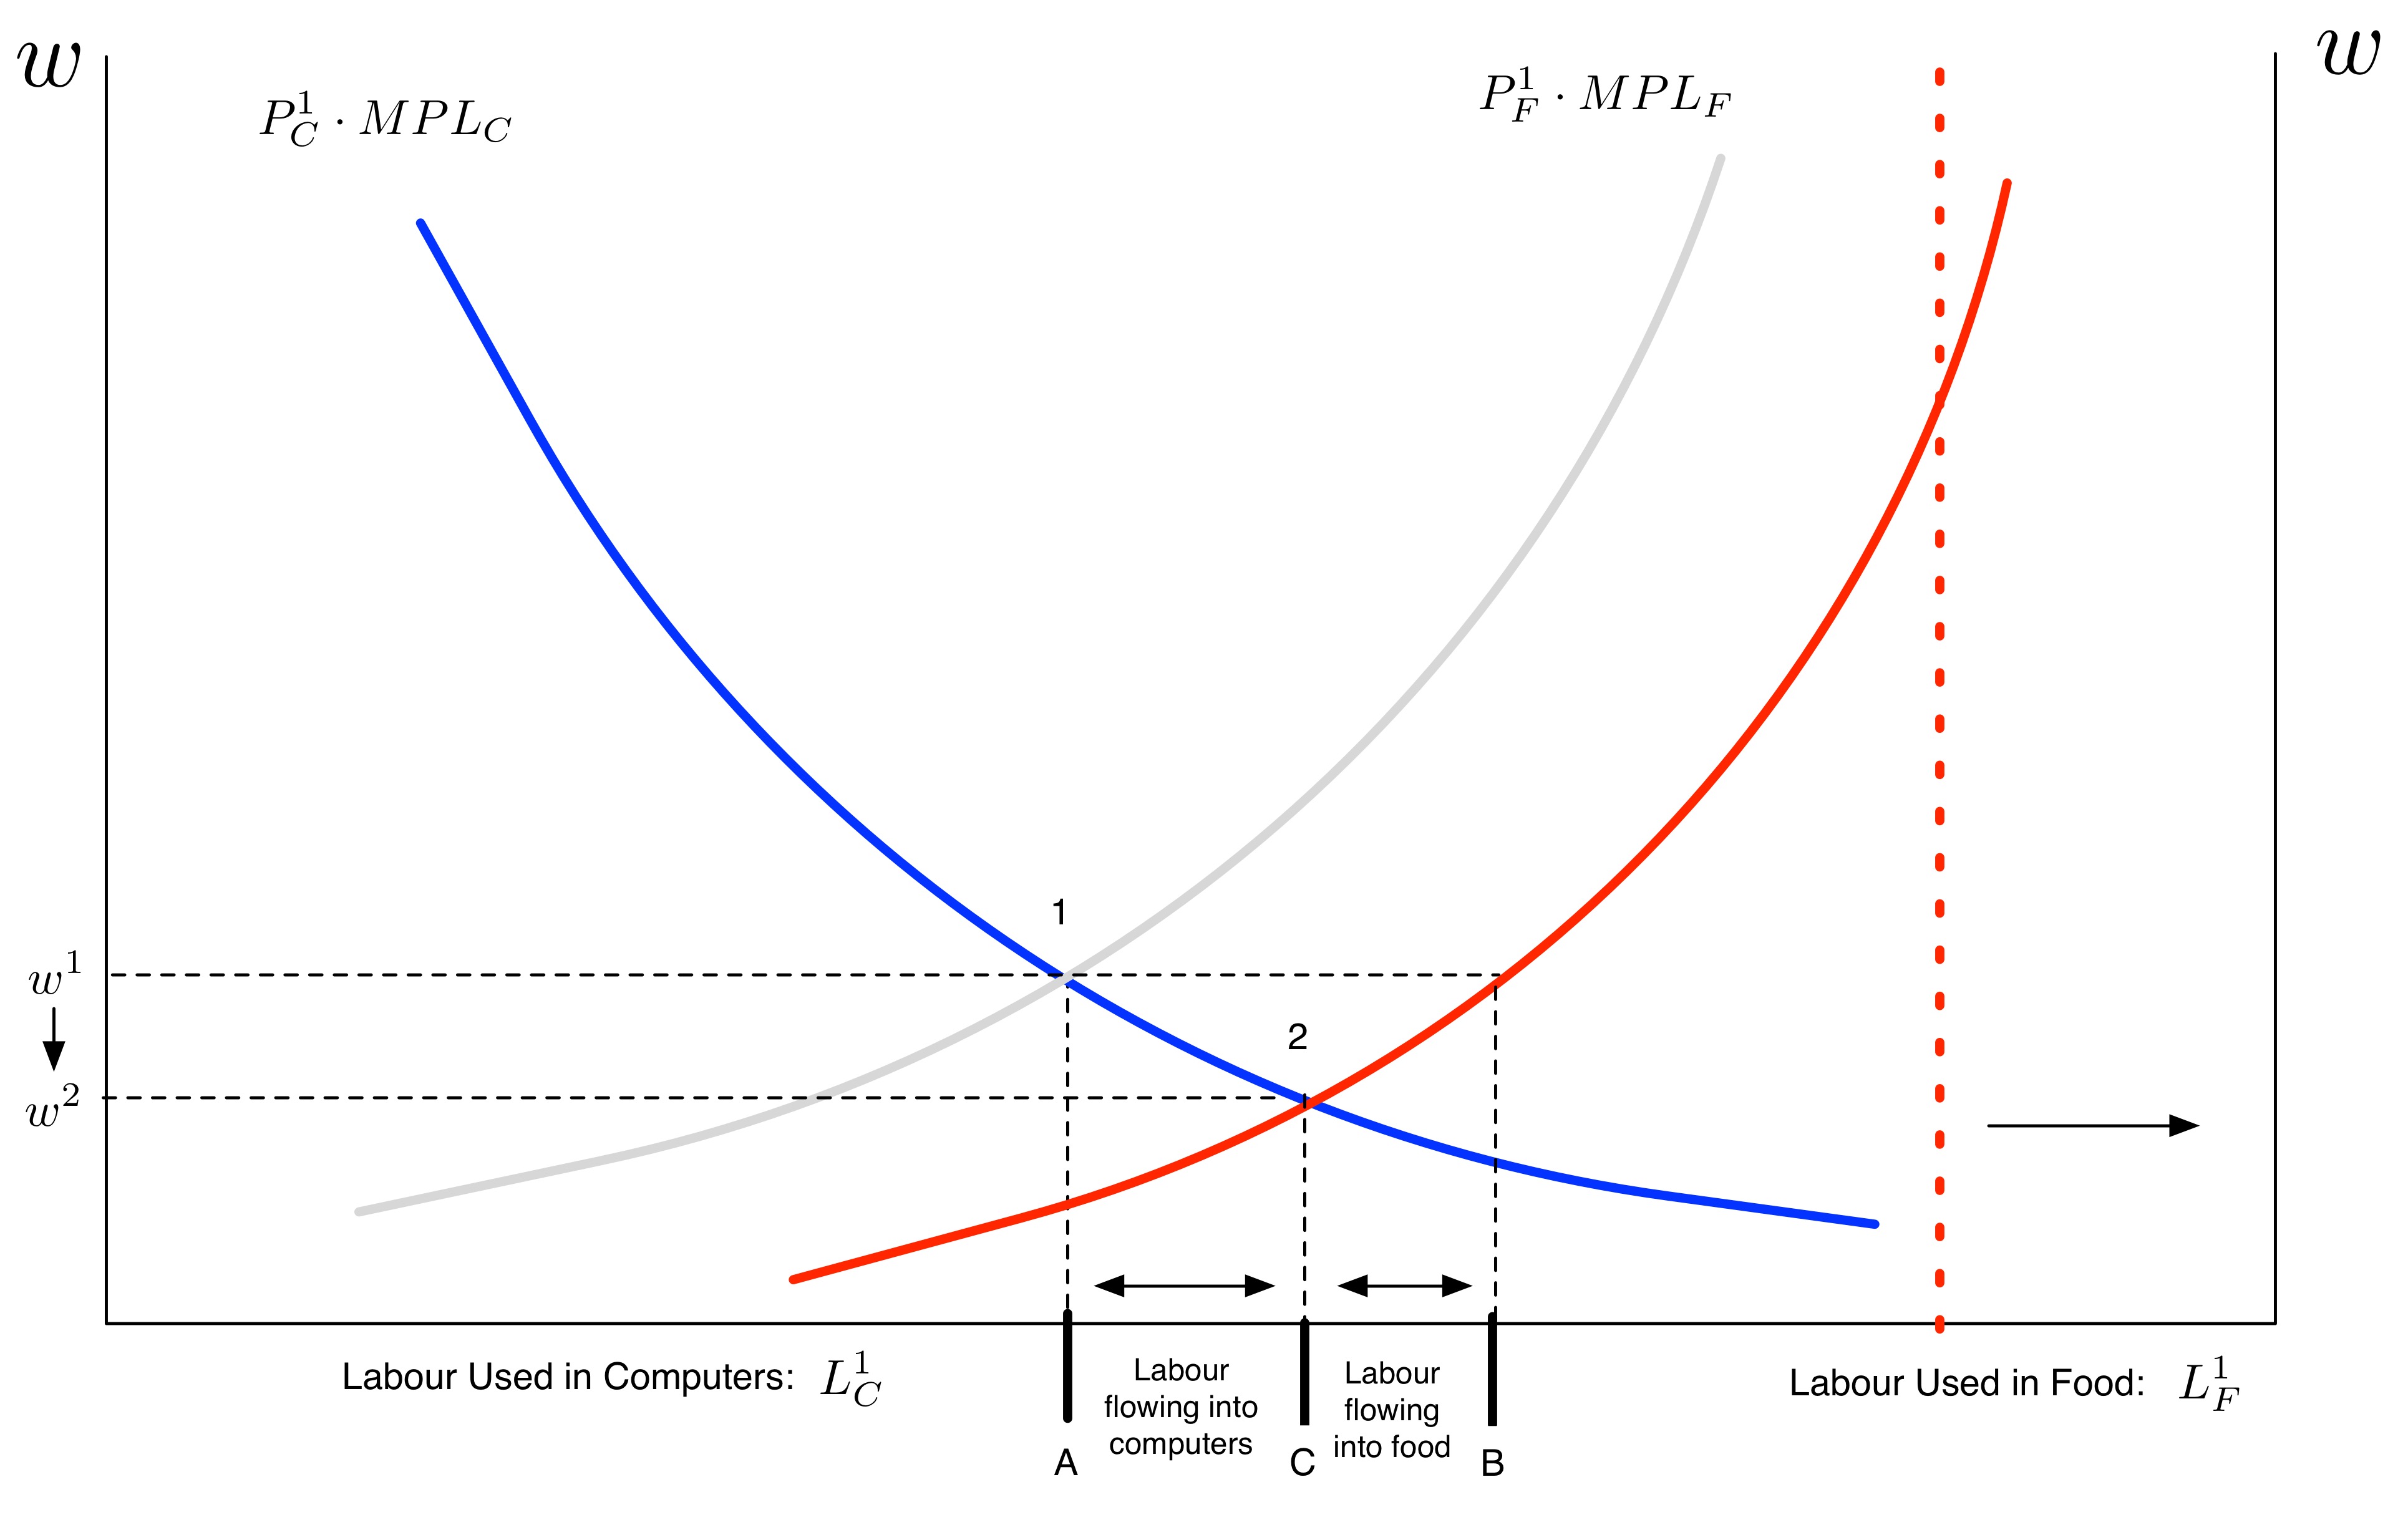 w
w
P_C^1 · MPL_C
P_F^1 · MPL_F
1
w^1
2
w^2
Labour Used in Computers: L_C^1
Labour
flowing into
computers
Labour
flowing
into food
Labour Used in Food: L_F^1
A
C
B